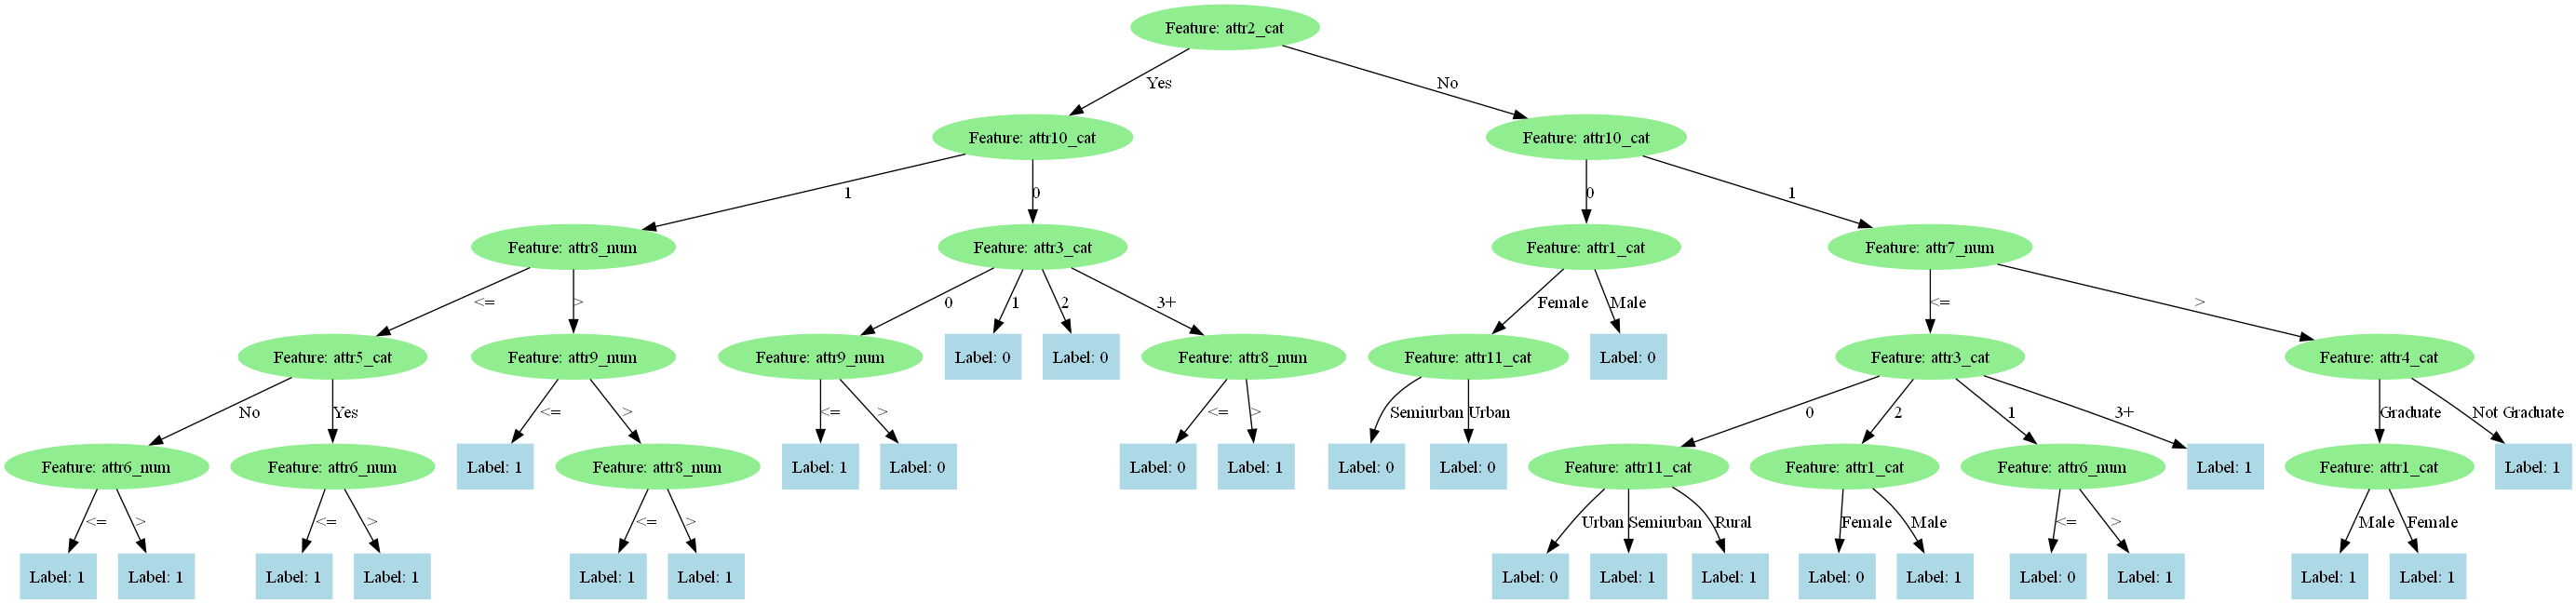 Feature: attr2_cat
Yes
No
Feature: attr10_cat
Feature: attr10_cat
1
0
0
1
Feature: attr8_num
Feature: attr3_cat
Feature: attr1_cat
Feature: attr7_num
<=
>
0
1
2
3+
Female
Male
<=
>
Feature: attr5_cat
Feature: attr9_num
Feature: attr9_num
Label: 0
Label: 0
Feature: attr8_num
Feature: attr11_cat
Label: 0
Feature: attr3_cat
Feature: attr4_cat
No
Yes
<=
>
<=
>
<=
>
Semiurban
Urban
0
2
1
3+
Graduate
Not Graduate
Feature: attr6_num
Feature: attr6_num
Label: 1
Feature: attr8_num
Label: 1
Label: 0
Label: 0
Label: 1
Label: 0
Label: 0
Feature: attr11_cat
Feature: attr1_cat
Feature: attr6_num
Label: 1
Feature: attr1_cat
Label: 1
<=
>
<=
>
<=
>
Urban
Semiurban
Rural
Female
Male
<=
>
Male
Female
Label: 1
Label: 1
Label: 1
Label: 1
Label: 1
Label: 1
Label: 0
Label: 1
Label: 1
Label: 0
Label: 1
Label: 0
Label: 1
Label: 1
Label: 1